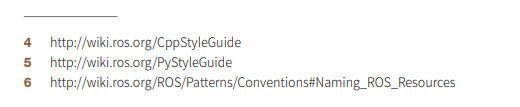 4 http://wiki.ros.org/CppStyleGuide
5 http://wiki.ros.org/PyStyleGuide
6 http://wiki.ros.org/ROS/Patterns/Conventions#Naming_ROS_Resources